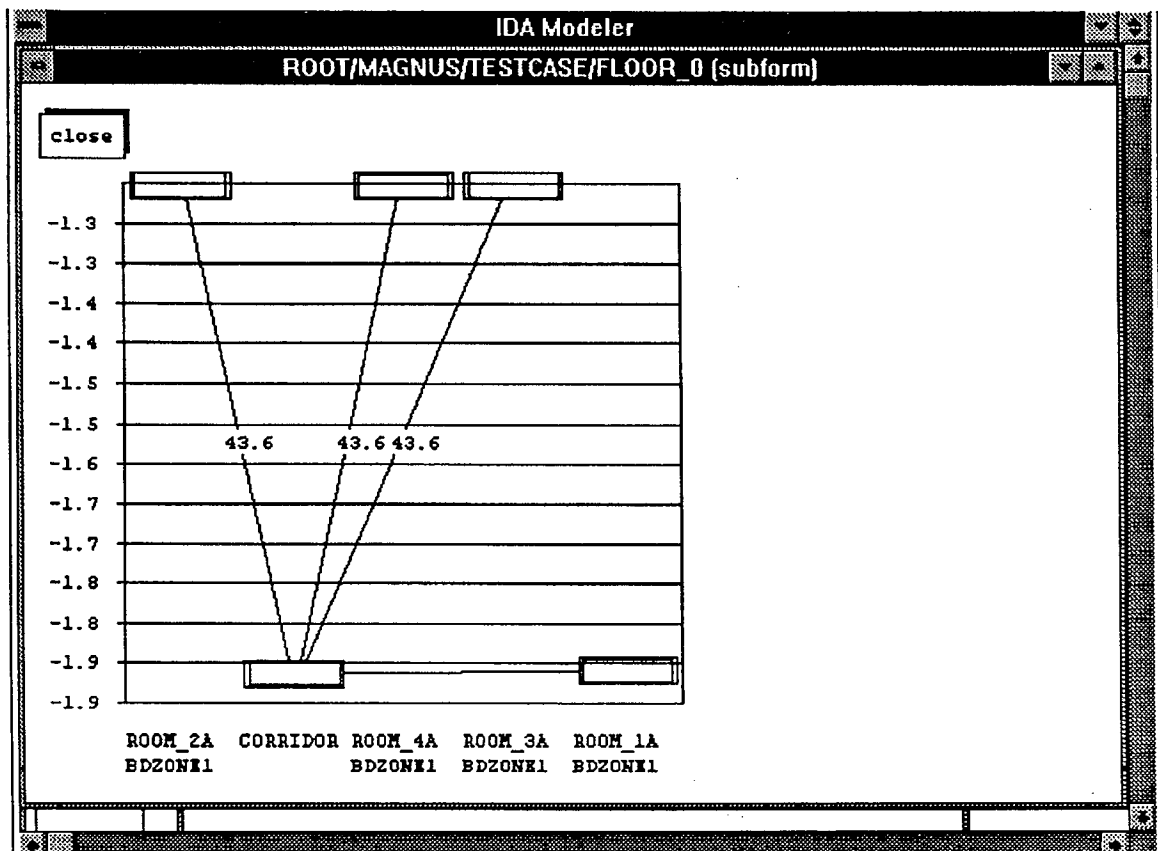 IDA Modeler
ROOT/MAGNUS/TESTCASE/FLOOR_0 (subform)
close
-1.3
-1.3
-1.4
-1.4
-1.5
-1.5
43.6 43.6 43.6
-1.6
-1.7
-1.7
-1.8
-1.8
-1.9
-1.9
ROOM_2A CORRIDOR ROOM_4A ROOM_3A ROOM_1A
BDZONE1 BDZONE1 BDZONE1 BDZONE1